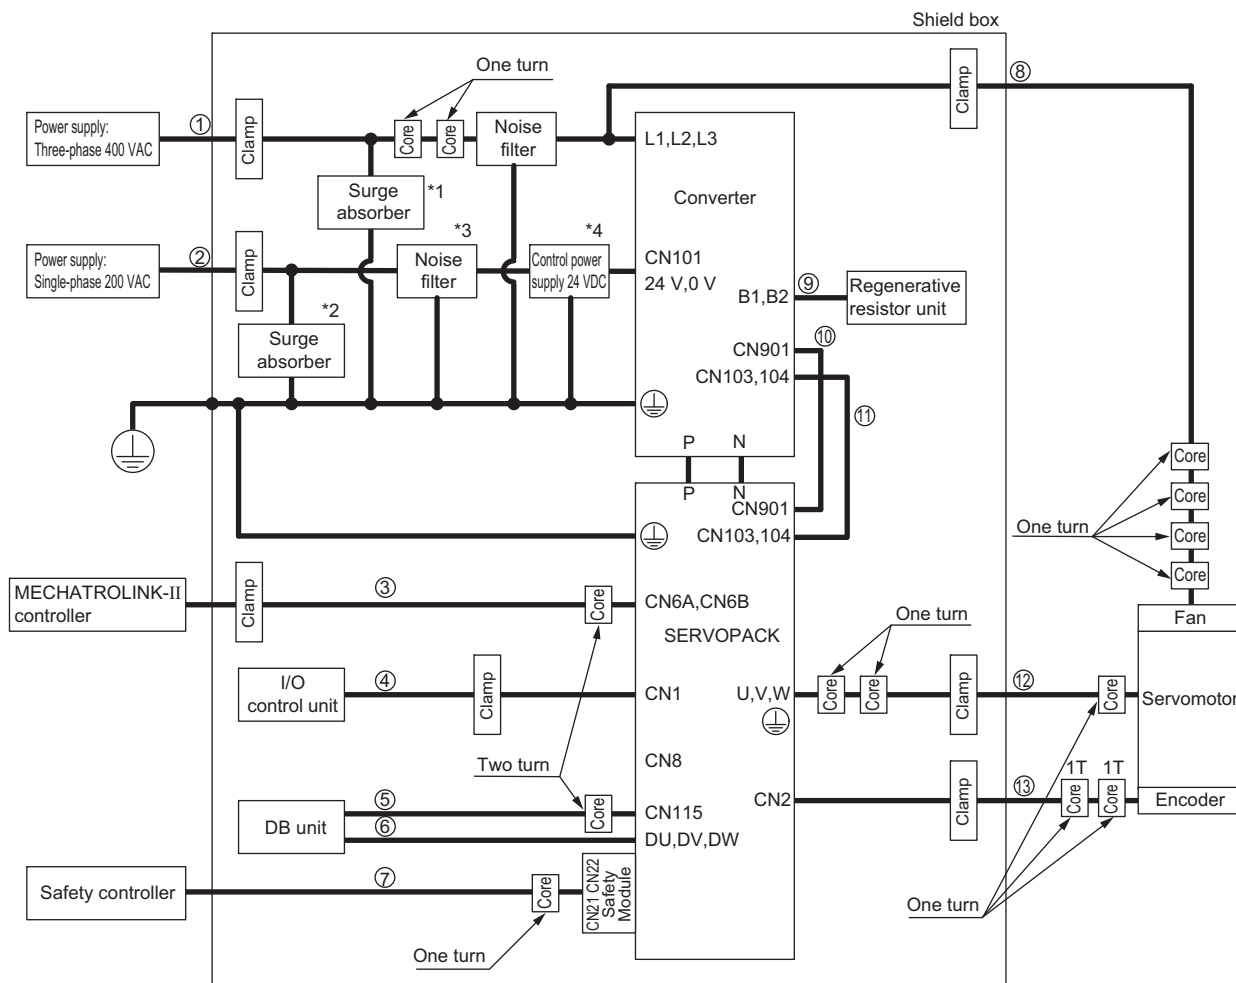 Shield box
One turn
⑧
Clamp
Power supply:
Three-phase 400 VAC
①
Clamp
Core
Core
Noise
filter
L1,L2,L3
Surge
absorber
*1
Converter
Power supply:
Single-phase 200 VAC
②
Clamp
*3
Noise
filter
*4
Control power
supply 24 VDC
CN101
24 V,0 V
B1,B2
⑨
Regenerative
resistor unit
*2
Surge
absorber
CN901
⑩
CN103,104
⑪
P
N
P
N
CN901
CN103,104
One turn
Core
Core
Core
Core
MECHATROLINK-II
controller
Clamp
③
Core
CN6A,CN6B
SERVOPACK
One turn
Fan
I/O
control unit
④
Clamp
CN1
U,V,W
Core
Core
Clamp
⑫
Core
Servomotor
Two turn
CN8
DB unit
⑤
⑥
Core
CN115
DU,DV,DW
CN2
Clamp
⑬
1T
1T
Core
Core
Encoder
Safety controller
⑦
Core
CN21 CN22
Safety
Module
One turn
One turn